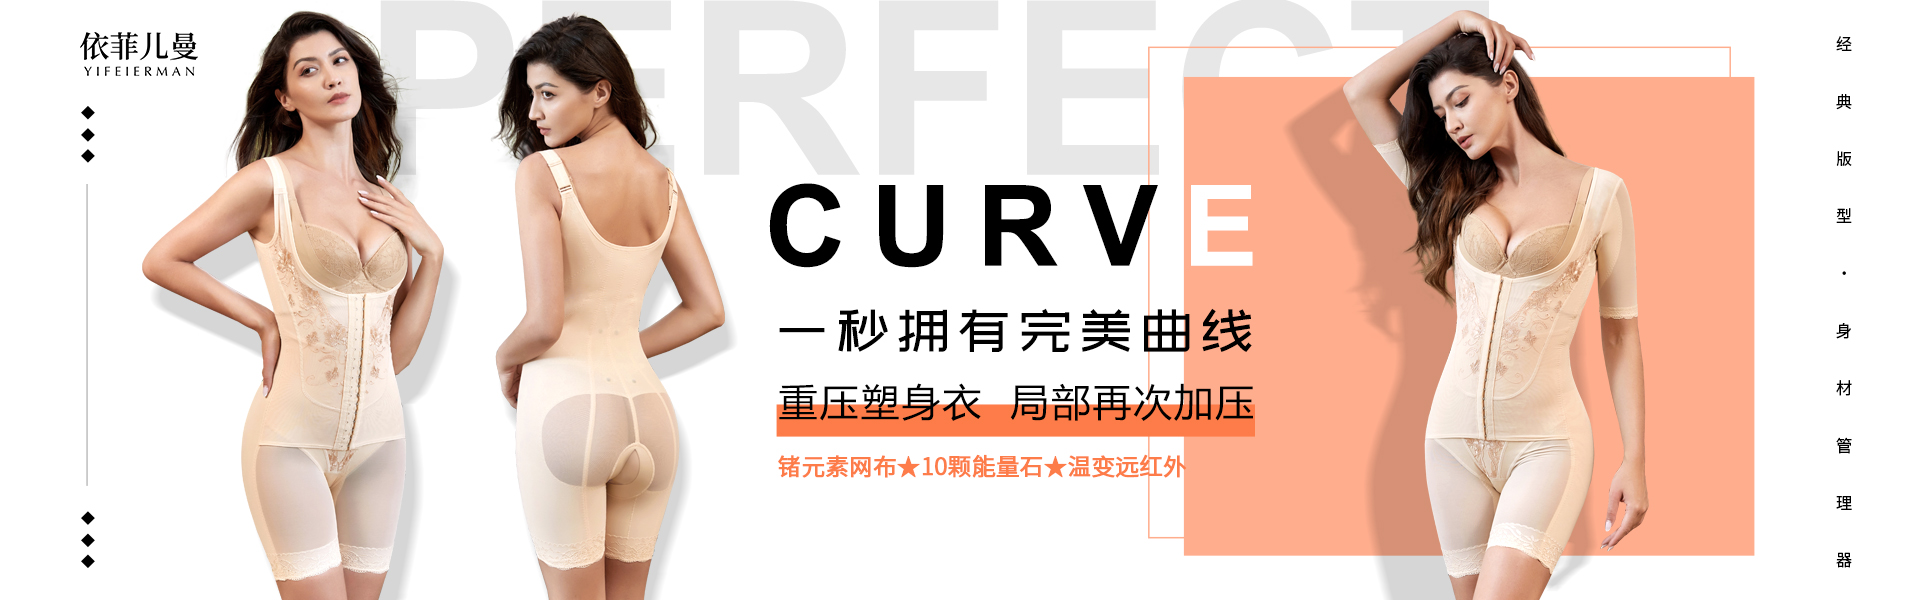 依菲儿曼
YIFEIERMAN
PERFECT
CURVE
一秒拥有完美曲线
重压塑身衣 局部再次加压
锗元素网布★10颗能量石★温变远红外
经典版型·身材管理器